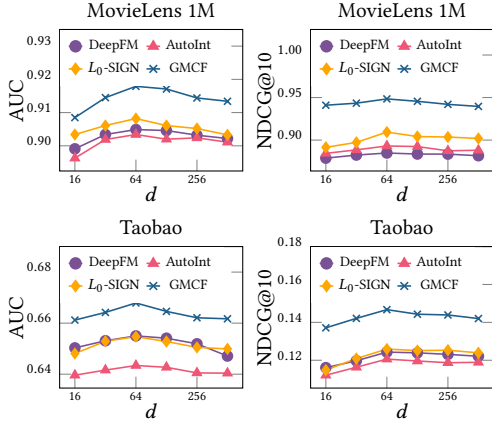 MovieLens 1M
AUC
0.93
0.92
0.91
0.90
DeepFM
AutoInt
L₀-SIGN
GMCF
16
64
256
d
MovieLens 1M
NDCG@10
1.00
0.95
0.90
DeepFM
AutoInt
L₀-SIGN
GMCF
16
64
256
d
Taobao
AUC
0.68
0.66
0.64
DeepFM
AutoInt
L₀-SIGN
GMCF
16
64
256
d
Taobao
NDCG@10
0.18
0.16
0.14
0.12
DeepFM
AutoInt
L₀-SIGN
GMCF
16
64
256
d